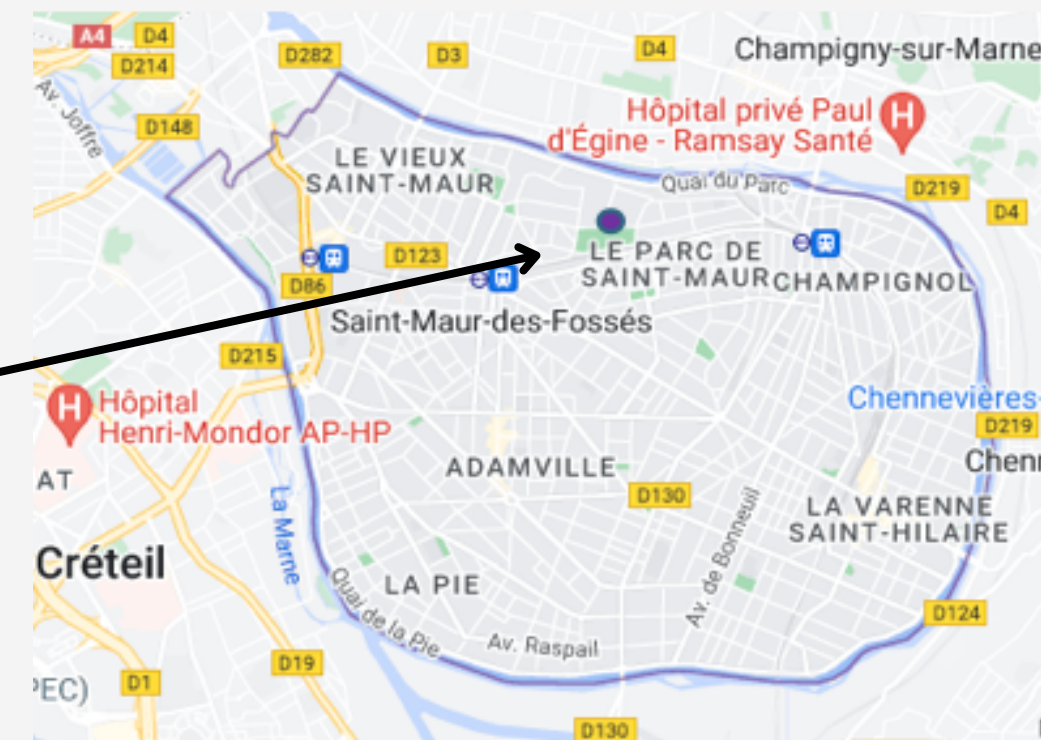 A4
D4
D214
D282
D3
D4
Champigny-sur-Marne
Av. Joffre
D148
Hôpital privé Paul
d'Égine - Ramsay Santé
H
LE VIEUX
SAINT-MAUR
Quai du Parc
D219
D4
D123
LE PARC DE
SAINT-MAUR
CHAMPIGNOL
D86
Saint-Maur-des-Fossés
D215
H
Hôpital
Henri-Mondor AP-HP
Chennevières-
D219
Chenn
AT
ADAMVILLE
D130
LA VARENNE
SAINT-HILAIRE
La Marne
Av. de Bonneuil
Créteil
LA PIE
Quai de la Pie
D124
Av. Raspail
D19
PEC)
D1
D130